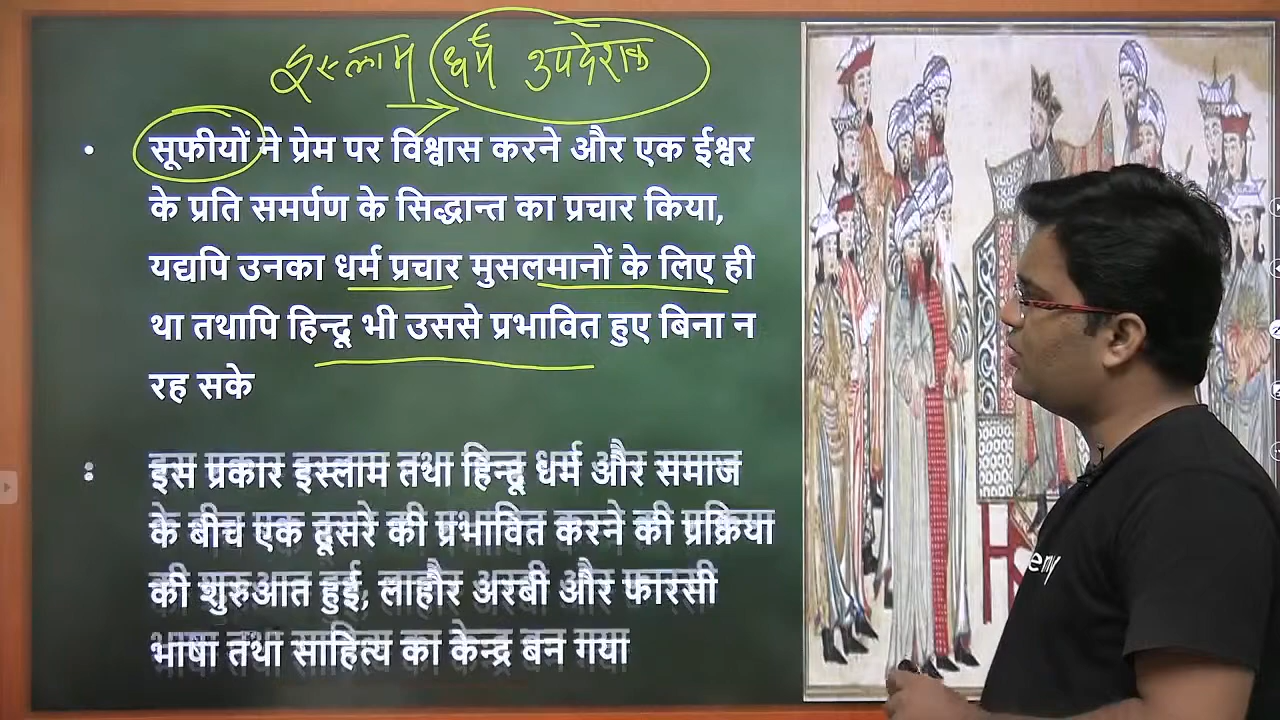 इस्लाम धर्म उपदेशक
• सूफीयों ने प्रेम पर विश्वास करने और एक ईश्वर
के प्रति समर्पण के सिद्धान्त का प्रचार किया,
यद्यपि उनका धर्म प्रचार मुसलमानों के लिए ही
था तथापि हिन्दू भी उससे प्रभावित हुए बिना न
रह सके
• इस प्रकार इस्लाम तथा हिन्दू धर्म और समाज
के बीच एक दूसरे की प्रभावित करने की प्रक्रिया
की शुरुआत हुई, लाहौर अरबी और फारसी
भाषा तथा साहित्य का केन्द्र बन गया